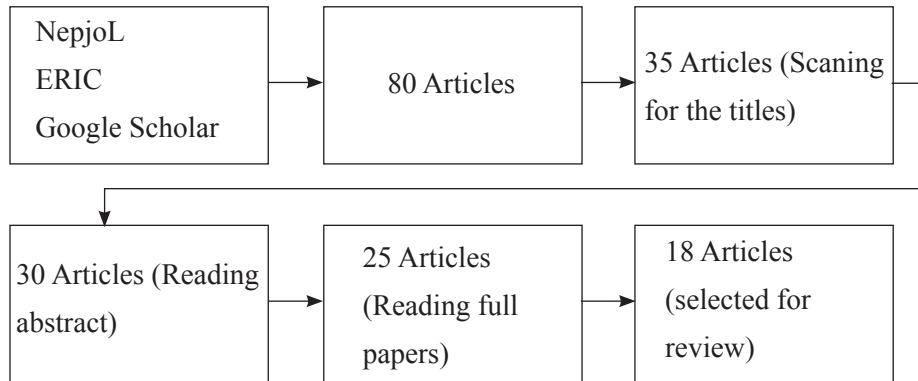 NepjoL
ERIC
Google Scholar
80 Articles
35 Articles (Scaning
for the titles)
30 Articles (Reading
abstract)
25 Articles
(Reading full
papers)
18 Articles
(selected for
review)